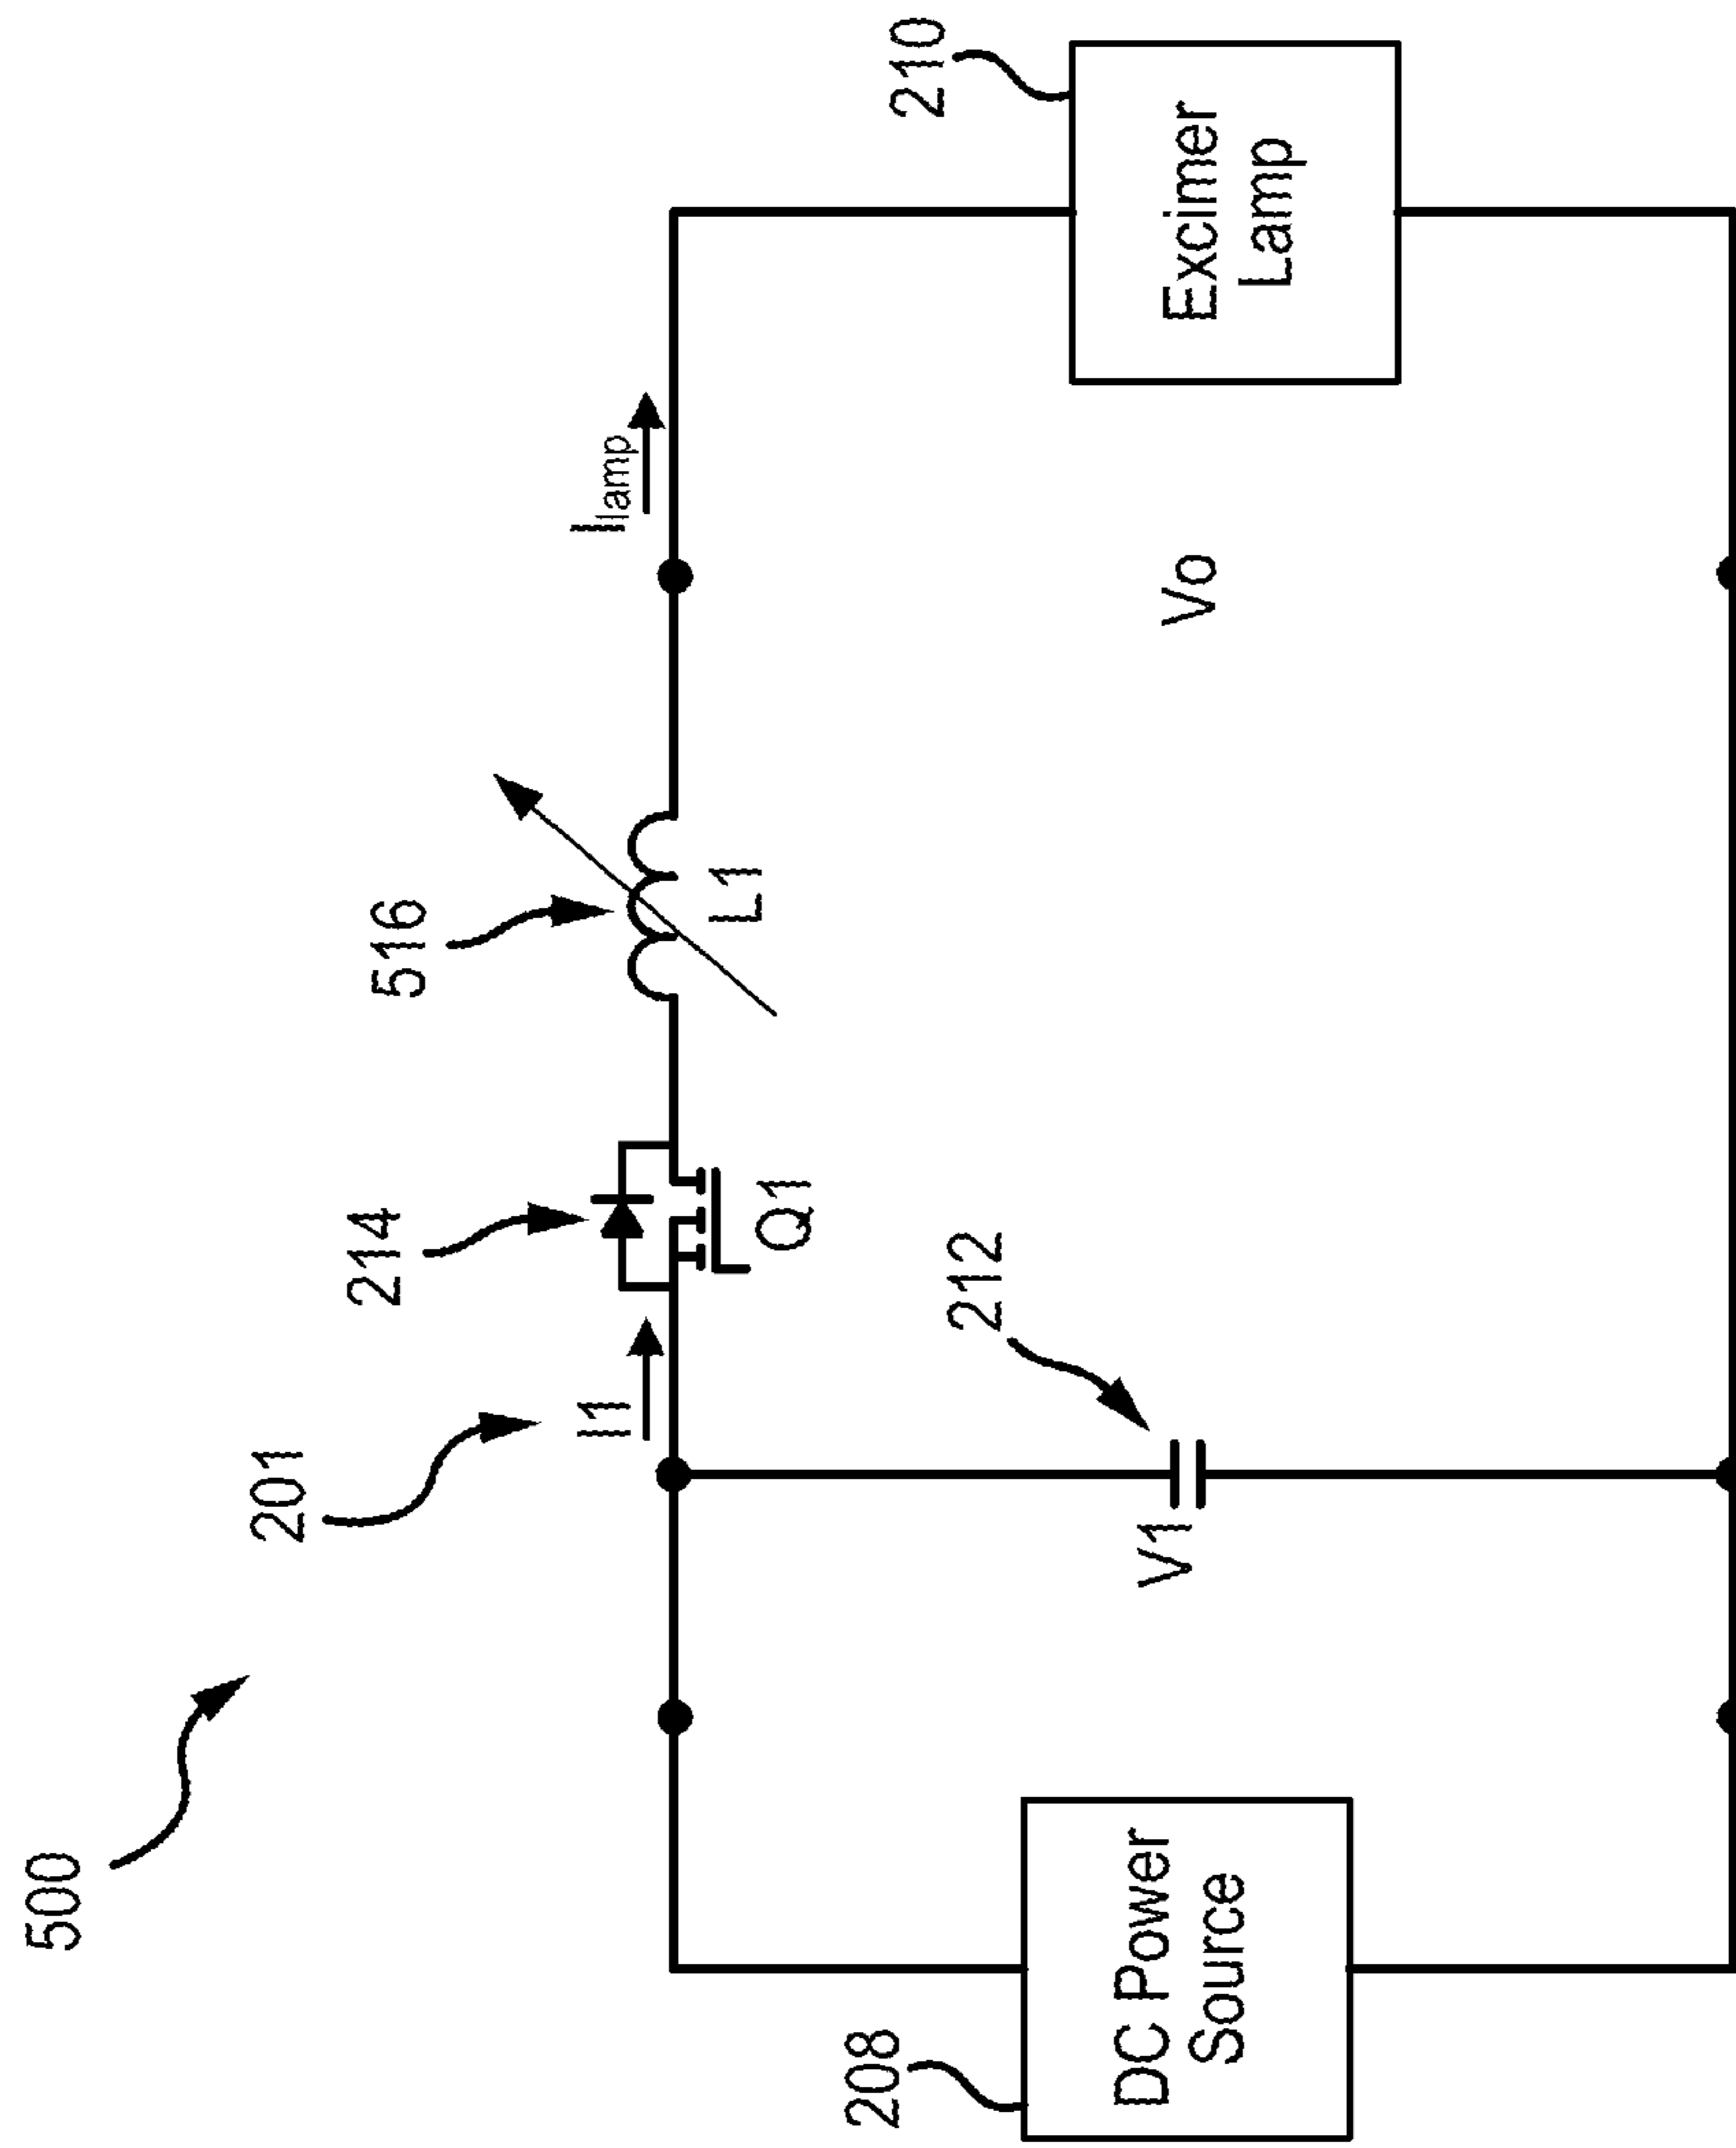 500
201
214
516
I1
Ilamp
Q1
L1
208
212
210
V1
Vo
DC Power
Source
Excimer
Lamp